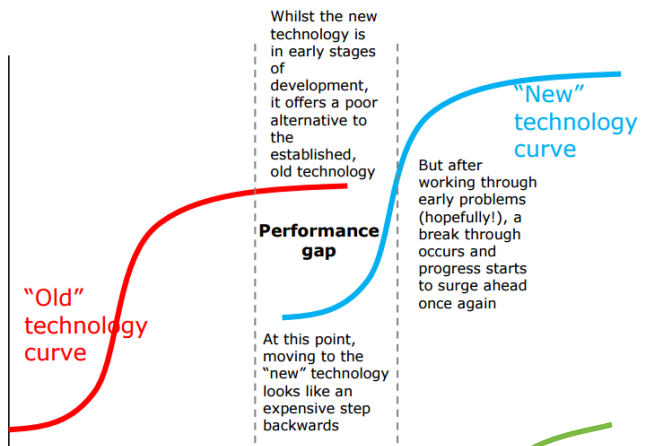 Whilst the new
technology is
in early stages
of
development,
it offers a poor
alternative to
the
established,
old technology
“New”
technology
curve
But after
working through
early problems
(hopefully!), a
break through
occurs and
progress starts
to surge ahead
once again
Performance
gap
“Old”
technology
curve
At this point,
moving to the
“new” technology
looks like an
expensive step
backwards